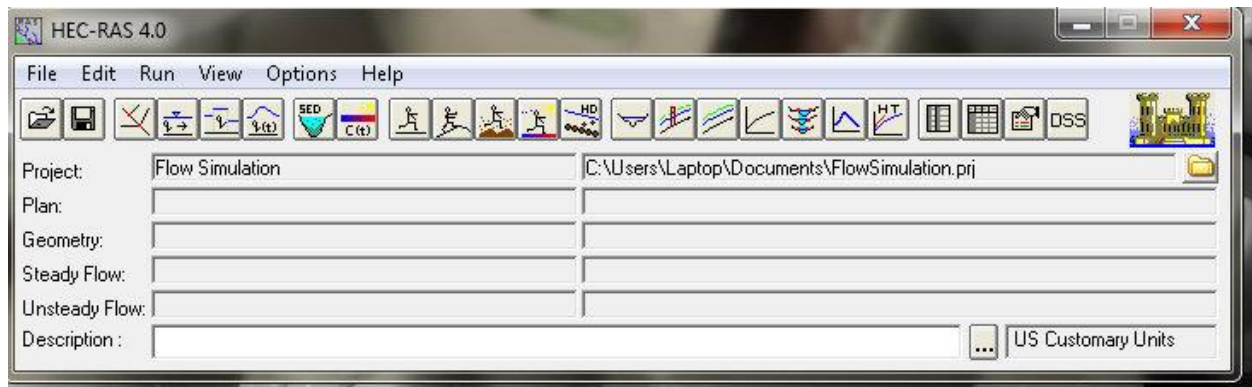 HEC-RAS 4.0
File Edit Run View Options Help
SED C(t) HD HT DSS
Project: Flow Simulation C:\Users\Laptop\Documents\FlowSimulation.prj
Plan:
Geometry:
Steady Flow:
Unsteady Flow:
Description : ... US Customary Units